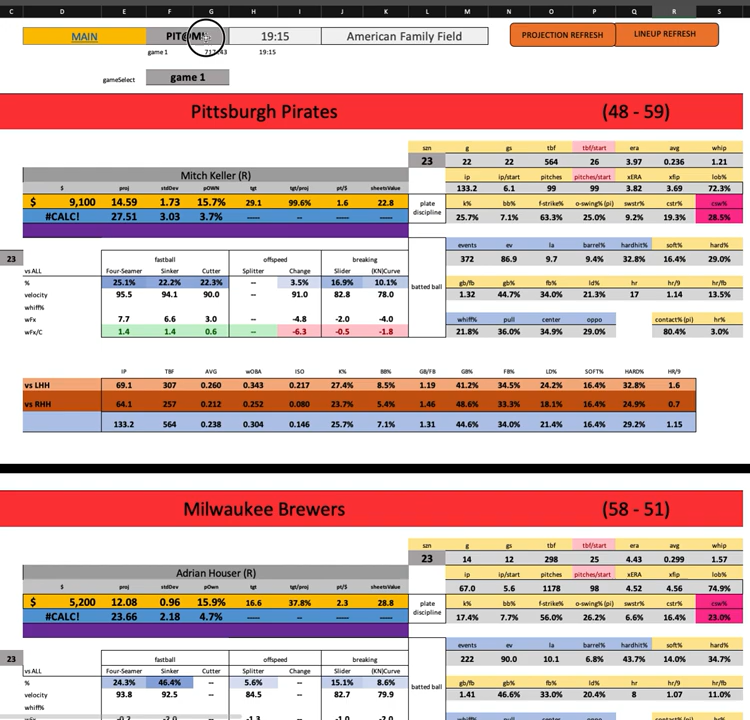 C D E F G H I J K L M N O P Q R S
MAIN 19:15 American Family Field PROJECTION REFRESH LINEUP REFRESH
game 1 19:15
gameSelect game 1
Pittsburgh Pirates (48 - 59)
szn g gs tbf tbf/start era avg whip
23 22 22 564 26 3.97 0.236 1.21
Mitch Keller (R) ip ip/start pitches pitches/start xERA xfip lob%
133.2 6.1 99 99 3.82 3.69 72.3%
$ proj stdDev pOWN tgt tgt/proj pt/$ sheetsValue
$ 9,100 14.59 1.73 15.7% 29.1 99.6% 1.6 22.8 plate discipline k% bb% f-strike% o-swing% (pi) swstr% cstr% csw%
#CALC! 27.51 3.03 3.7% ---- -- ---- ---- 25.7% 7.1% 63.3% 25.0% 9.2% 19.3% 28.5%
23 fastball offspeed breaking batted ball events ev la barrel% hardhit% soft% hard%
372 86.9 9.7 9.4% 32.8% 16.4% 29.0%
vs ALL Four-Seamer Sinker Cutter Splitter Change Slider (KN)Curve
% 25.1% 22.2% 22.3% -- 3.5% 16.9% 10.1% gb/fb gb% fb% ld% hr hr/9 hr/fb
velocity 95.5 94.1 90.0 -- 91.0 82.8 78.0 1.32 44.7% 34.0% 21.3% 17 1.14 13.5%
whiff%
wFx 7.7 6.6 3.0 -- -4.8 -2.0 -4.0 whiff% pull center oppo contact% (pi) hr%
wFx/C 1.4 1.4 0.6 -- -6.3 -0.5 -1.8 21.8% 36.0% 34.9% 29.0% 80.4% 3.0%
IP TBF AVG wOBA ISO K% BB% GB/FB GB% FB% LD% SOFT% HARD% HR/9
vs LHH 69.1 307 0.260 0.343 0.217 27.4% 8.5% 1.19 41.2% 34.5% 24.2% 16.4% 32.8% 1.6
vs RHH 64.1 257 0.212 0.252 0.080 23.7% 5.4% 1.46 48.6% 33.3% 18.1% 16.4% 24.9% 0.7
133.2 564 0.238 0.304 0.146 25.7% 7.1% 1.31 44.6% 34.0% 21.4% 16.4% 29.2% 1.15
Milwaukee Brewers (58 - 51)
szn g gs tbf tbf/start era avg whip
23 14 12 298 25 4.43 0.299 1.57
Adrian Houser (R) ip ip/start pitches pitches/start xERA xfip lob%
67.0 5.6 1178 98 4.52 4.56 74.9%
$ proj stdDev pOwn tgt tgt/proj pt/$ sheetsValue
$ 5,200 12.08 0.96 15.9% 16.6 37.8% 2.3 28.8 plate discipline k% bb% f-strike% o-swing% (pi) swstr% cstr% csw%
#CALC! 23.66 2.18 4.7% ---- -- ---- ---- 17.4% 7.7% 56.0% 26.2% 6.6% 16.4% 23.0%
23 fastball offspeed breaking batted ball events ev la barrel% hardhit% soft% hard%
222 90.0 10.1 6.8% 43.7% 14.0% 34.7%
vs ALL Four-Seamer Sinker Cutter Splitter Change Slider (KN)Curve
% 24.3% 46.4% -- 5.6% -- 15.1% 8.6% gb/fb gb% fb% ld% hr hr/9 hr/fb
velocity 93.8 92.5 -- 84.5 -- 82.7 79.9 1.41 46.6% 33.0% 20.4% 8 1.07 11.0%
whiff%
whiff% pull center oppo contact% (pi) hr%